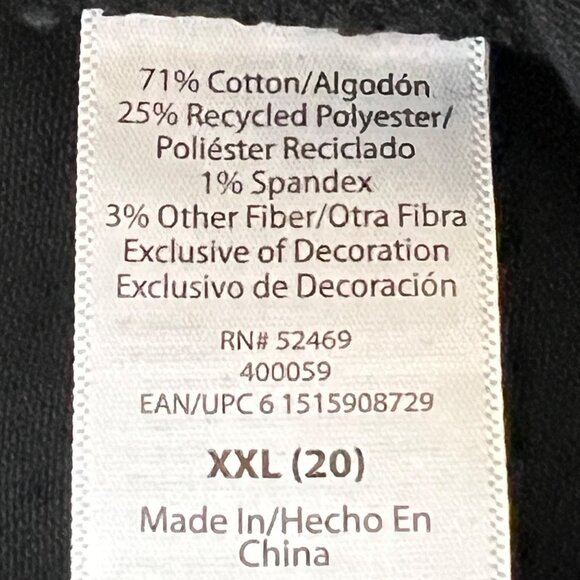 71% Cotton/Algodón
25% Recycled Polyester/
Poliéster Reciclado
1% Spandex
3% Other Fiber/Otra Fibra
Exclusive of Decoration
Exclusivo de Decoración
RN# 52469
400059
EAN/UPC 6 1515908729
XXL (20)
Made In/Hecho En
China